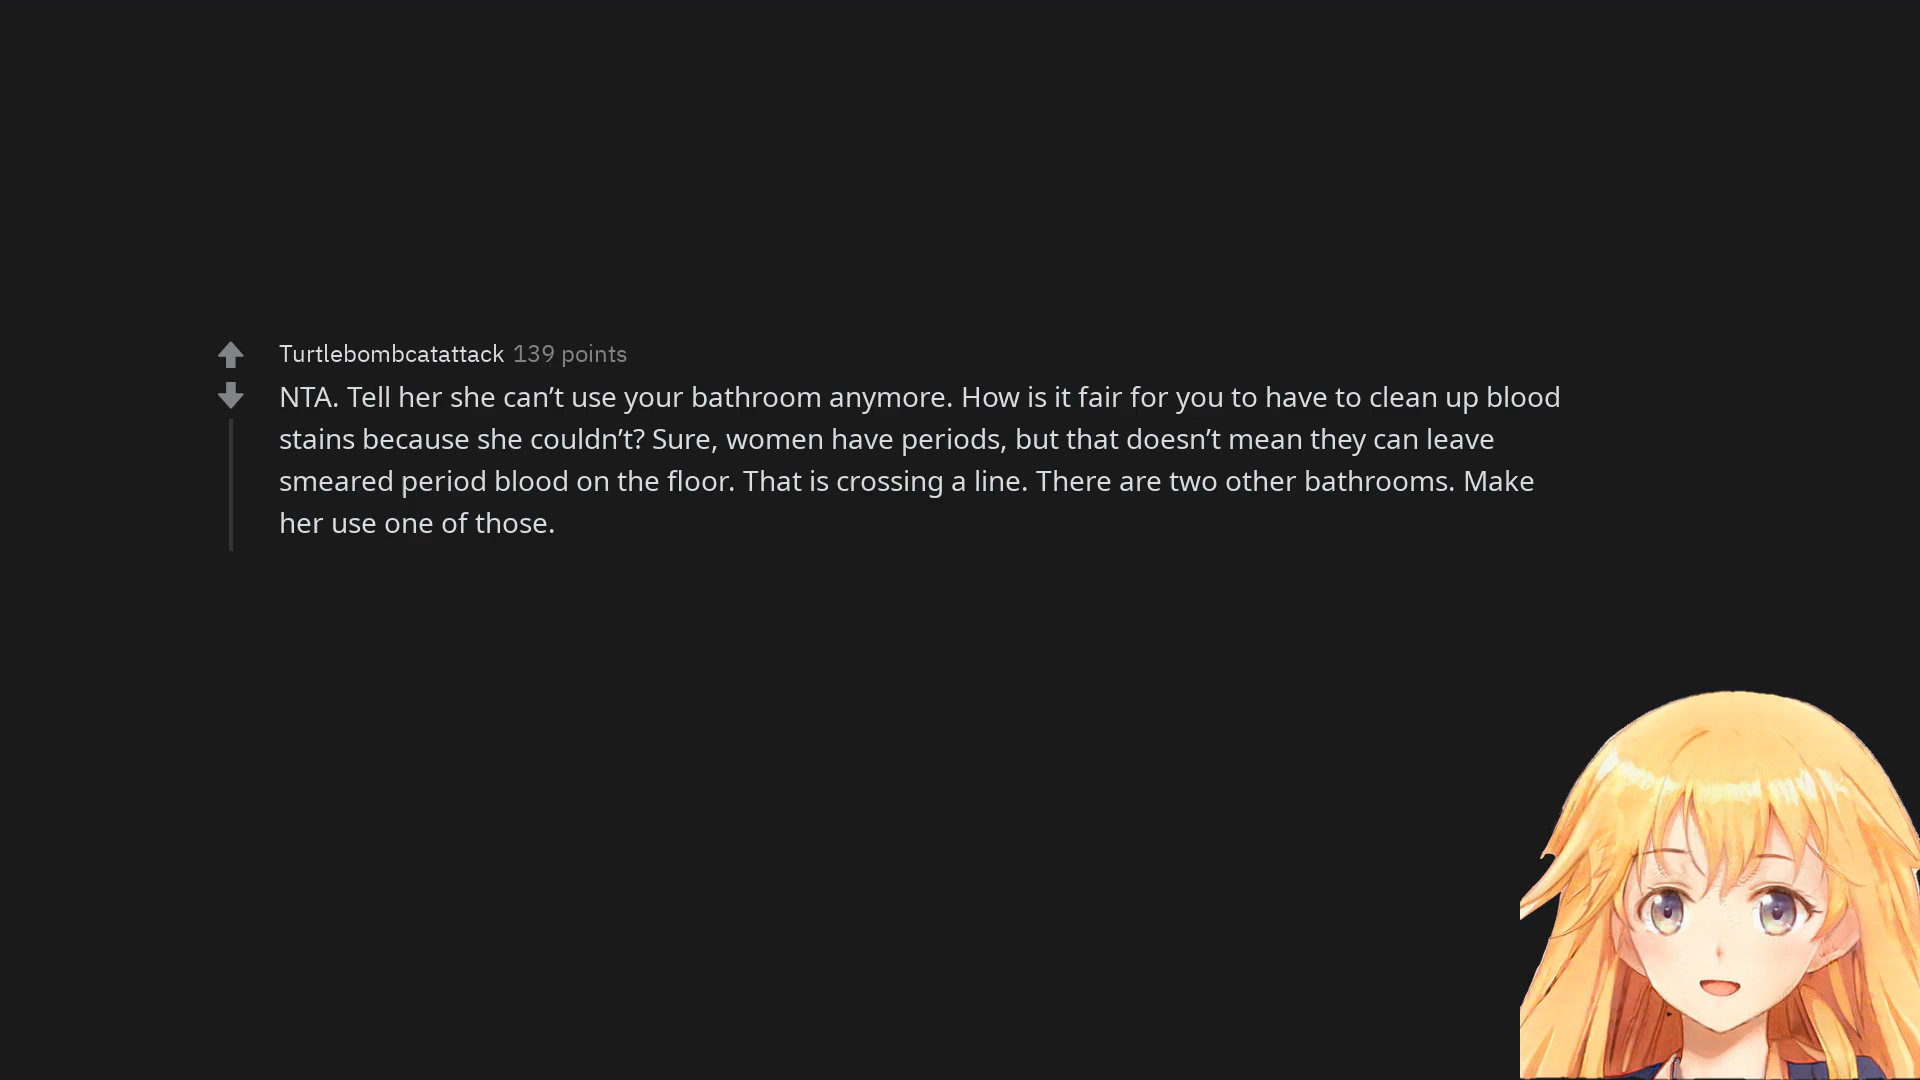 Turtlebombcatattack 139 points
NTA. Tell her she can’t use your bathroom anymore. How is it fair for you to have to clean up blood
stains because she couldn’t? Sure, women have periods, but that doesn’t mean they can leave
smeared period blood on the floor. That is crossing a line. There are two other bathrooms. Make
her use one of those.